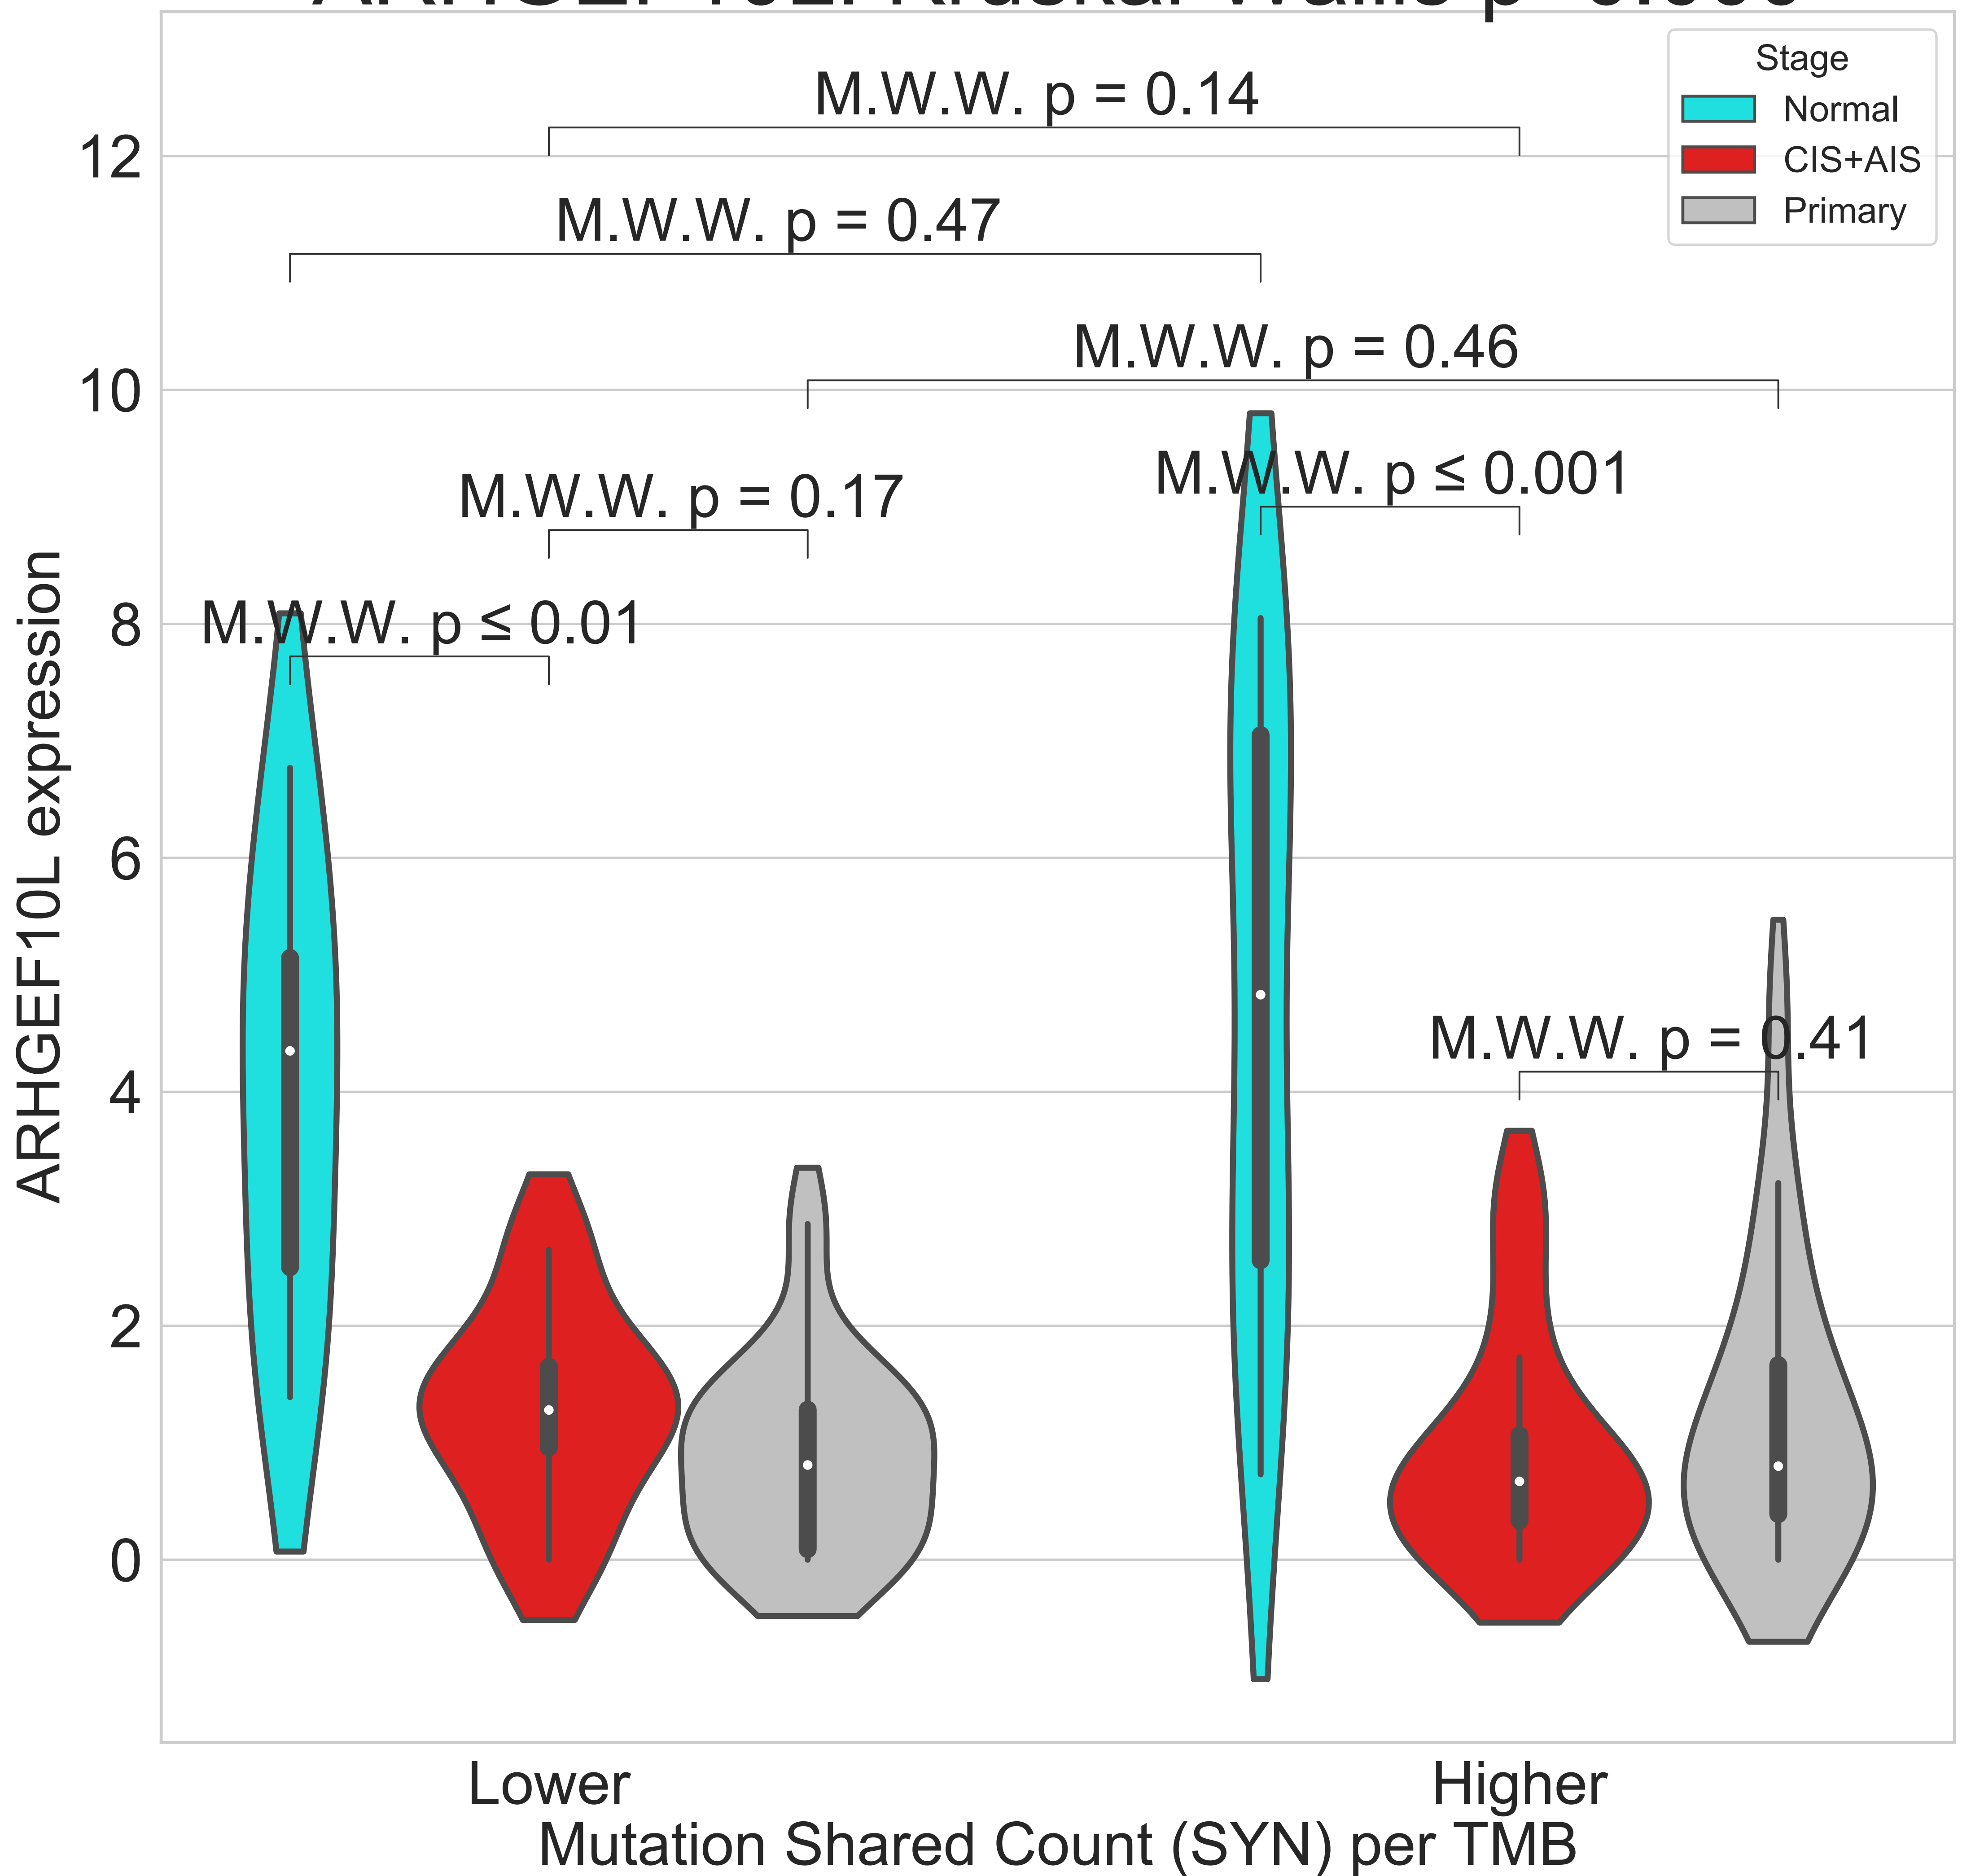 Stage
Normal
CIS+AIS
Primary
M.W.W. p = 0.14
M.W.W. p = 0.47
M.W.W. p = 0.46
M.W.W. p ≤ 0.001
M.W.W. p = 0.17
M.W.W. p ≤ 0.01
M.W.W. p = 0.41
12
10
8
6
4
2
0
ARHGEF10L expression
Lower
Higher
Mutation Shared Count (SYN) per TMB